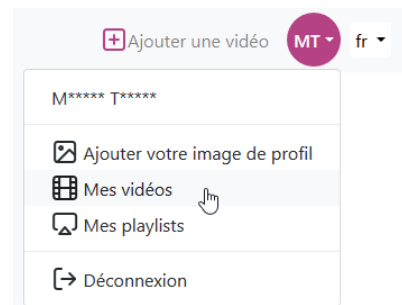 Ajouter une vidéo MT fr
M***** T*****
Ajouter votre image de profil
Mes vidéos
Mes playlists
Déconnexion